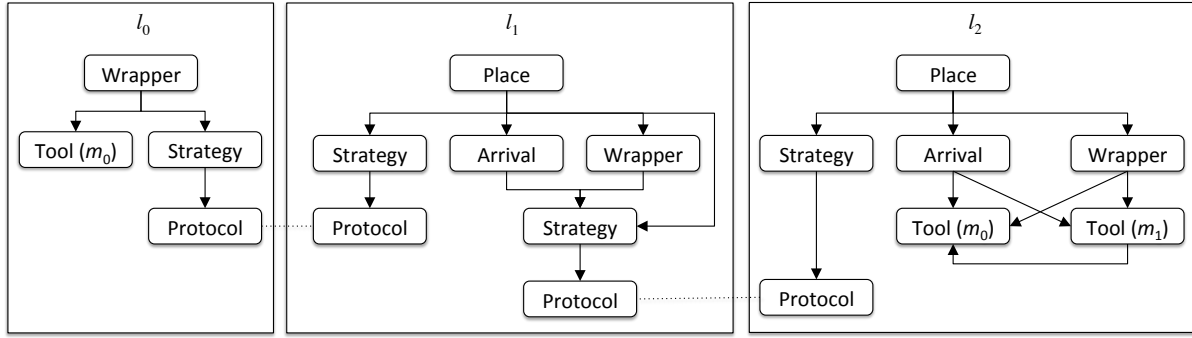 l0
Wrapper
Tool (m0)
Strategy
Protocol
l1
Place
Strategy
Arrival
Wrapper
Protocol
Strategy
Protocol
l2
Place
Strategy
Arrival
Wrapper
Tool (m0)
Tool (m1)
Protocol